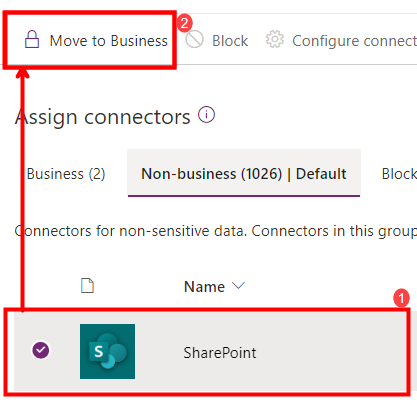 Move to Business 2 Block Configure connect
Assign connectors
Business (2) Non-business (1026) | Default Block
Connectors for non-sensitive data. Connectors in this group
Name
1
S SharePoint